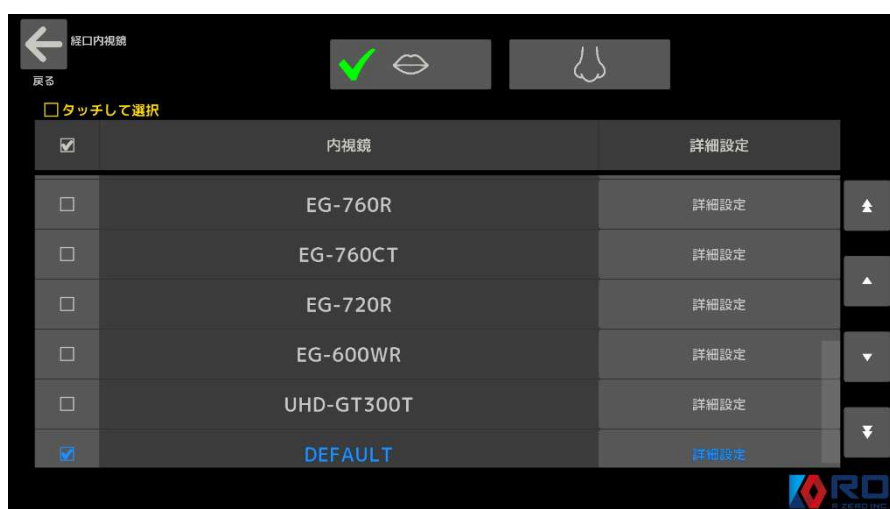 経口内視鏡
戻る
タッチして選択
内視鏡 詳細設定
EG-760R 詳細設定
EG-760CT 詳細設定
EG-720R 詳細設定
EG-600WR 詳細設定
UHD-GT300T 詳細設定
DEFAULT 詳細設定
RO
R ZERO INC